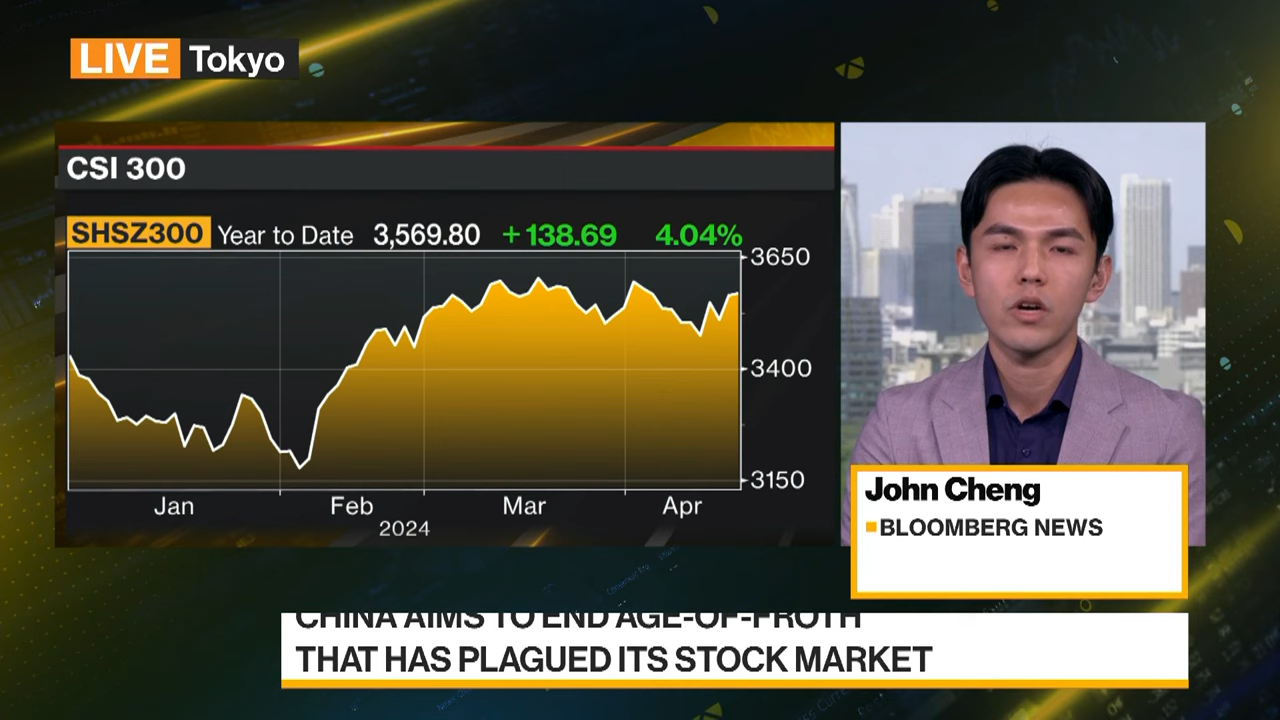 LIVE Tokyo
CSI 300
SHSZ300 Year to Date 3,569.80 +138.69 4.04%
3650
3400
3150
Jan Feb Mar Apr
2024
John Cheng
BLOOMBERG NEWS
CHINA AIMS TO END AGE-OF-FROTH
THAT HAS PLAGUED ITS STOCK MARKET